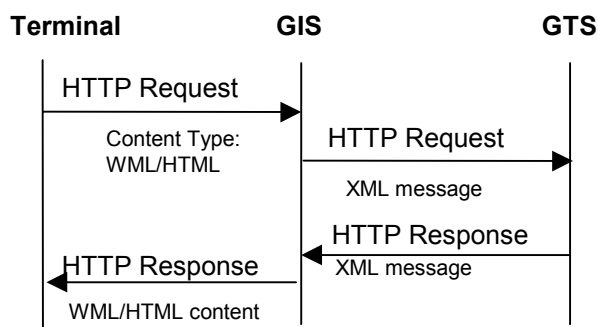 Terminal
GIS
GTS
HTTP Request
Content Type:
WML/HTML
HTTP Request
XML message
HTTP Response
XML message
HTTP Response
WML/HTML content